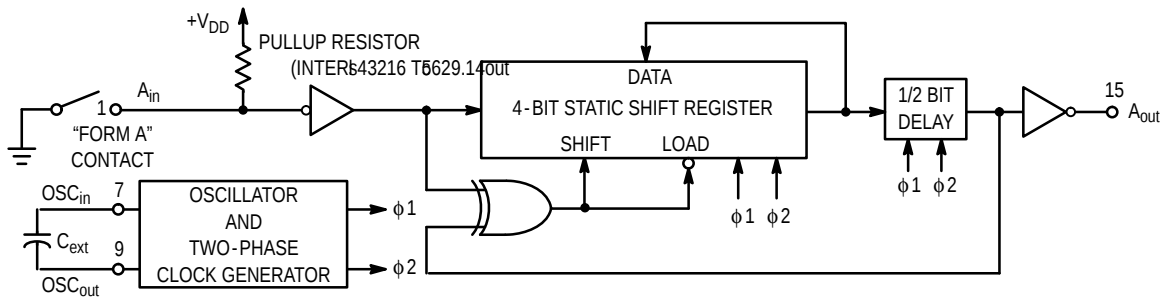 +VDD
PULLUP RESISTOR
(INTERI
Ain
1
"FORM A"
CONTACT
DATA
4-BIT STATIC SHIFT REGISTER
SHIFT
LOAD
ϕ1 ϕ2
1/2 BIT
DELAY
ϕ1 ϕ2
15
Aout
OSCin
7
Cext
9
OSCout
OSCILLATOR
AND
TWO-PHASE
CLOCK GENERATOR
ϕ1
ϕ2